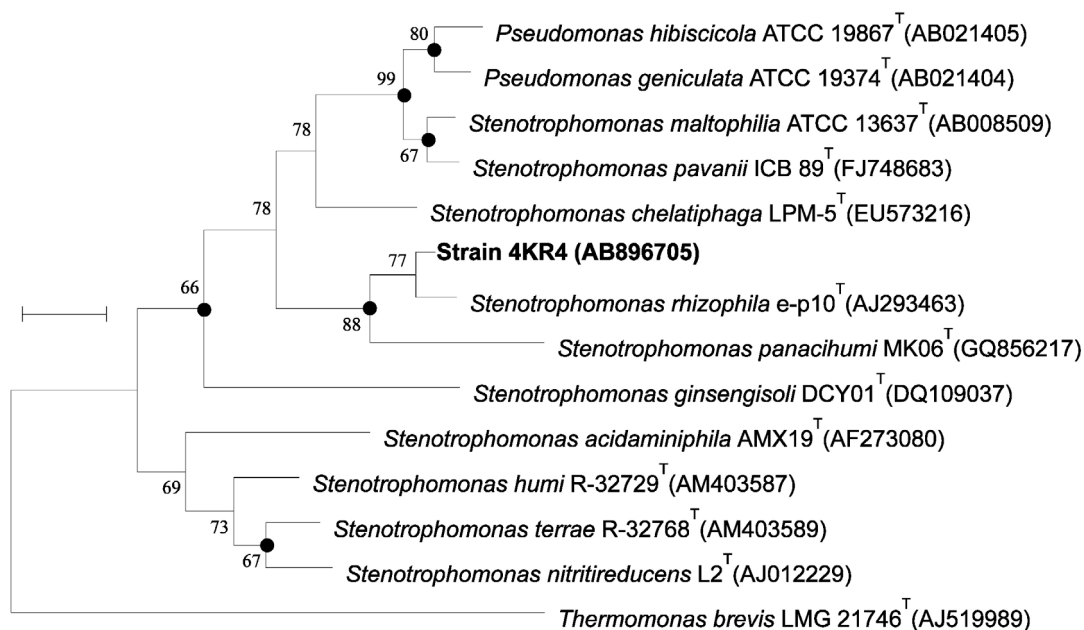 80 Pseudomonas hibiscicola ATCC 19867T(AB021405)
99 Pseudomonas geniculata ATCC 19374T(AB021404)
78 Stenotrophomonas maltophilia ATCC 13637T(AB008509)
67 Stenotrophomonas pavanii ICB 89T(FJ748683)
78 Stenotrophomonas chelatiphaga LPM-5T(EU573216)
77 Strain 4KR4 (AB896705)
66 Stenotrophomonas rhizophila e-p10T(AJ293463)
88 Stenotrophomonas panacihumi MK06T(GQ856217)
Stenotrophomonas ginsengisoli DCY01T(DQ109037)
Stenotrophomonas acidaminiphila AMX19T(AF273080)
69 Stenotrophomonas humi R-32729T(AM403587)
73 Stenotrophomonas terrae R-32768T(AM403589)
67 Stenotrophomonas nitritireducens L2T(AJ012229)
Thermomonas brevis LMG 21746T(AJ519989)